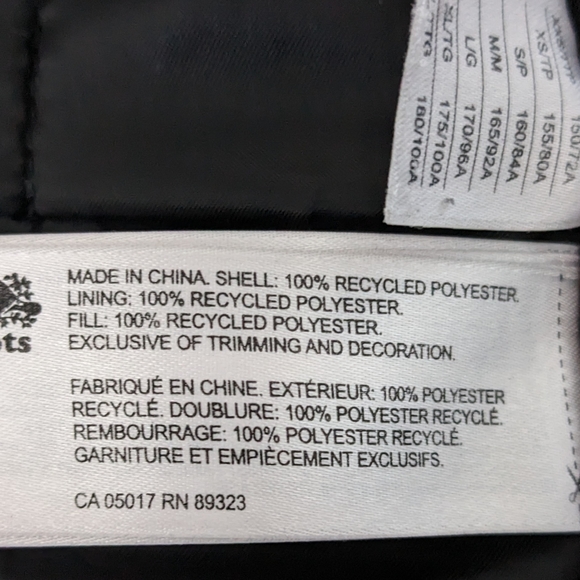 XS/TP
S/P
M/M
L/G
XL/TG
155/80A
160/84A
165/92A
170/96A
175/100A
180/100A
MADE IN CHINA. SHELL: 100% RECYCLED POLYESTER.
LINING: 100% RECYCLED POLYESTER.
FILL: 100% RECYCLED POLYESTER.
EXCLUSIVE OF TRIMMING AND DECORATION.
FABRIQUÉ EN CHINE. EXTÉRIEUR: 100% POLYESTER
RECYCLÉ. DOUBLURE: 100% POLYESTER RECYCLÉ.
REMBOURRAGE: 100% POLYESTER RECYCLÉ.
GARNITURE ET EMPIÈCEMENT EXCLUSIFS.
CA 05017 RN 89323